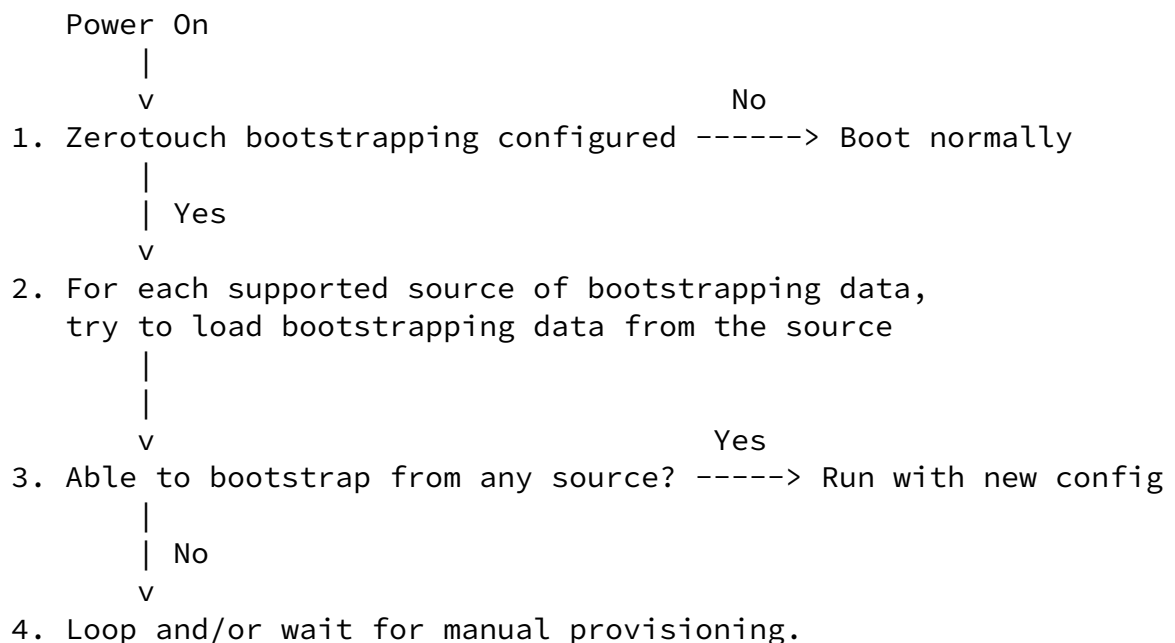 Power On
|
v No
1. Zerotouch bootstrapping configured ------> Boot normally
|
| Yes
v
2. For each supported source of bootstrapping data,
try to load bootstrapping data from the source
|
|
v Yes
3. Able to bootstrap from any source? -----> Run with new config
|
| No
v
4. Loop and/or wait for manual provisioning.